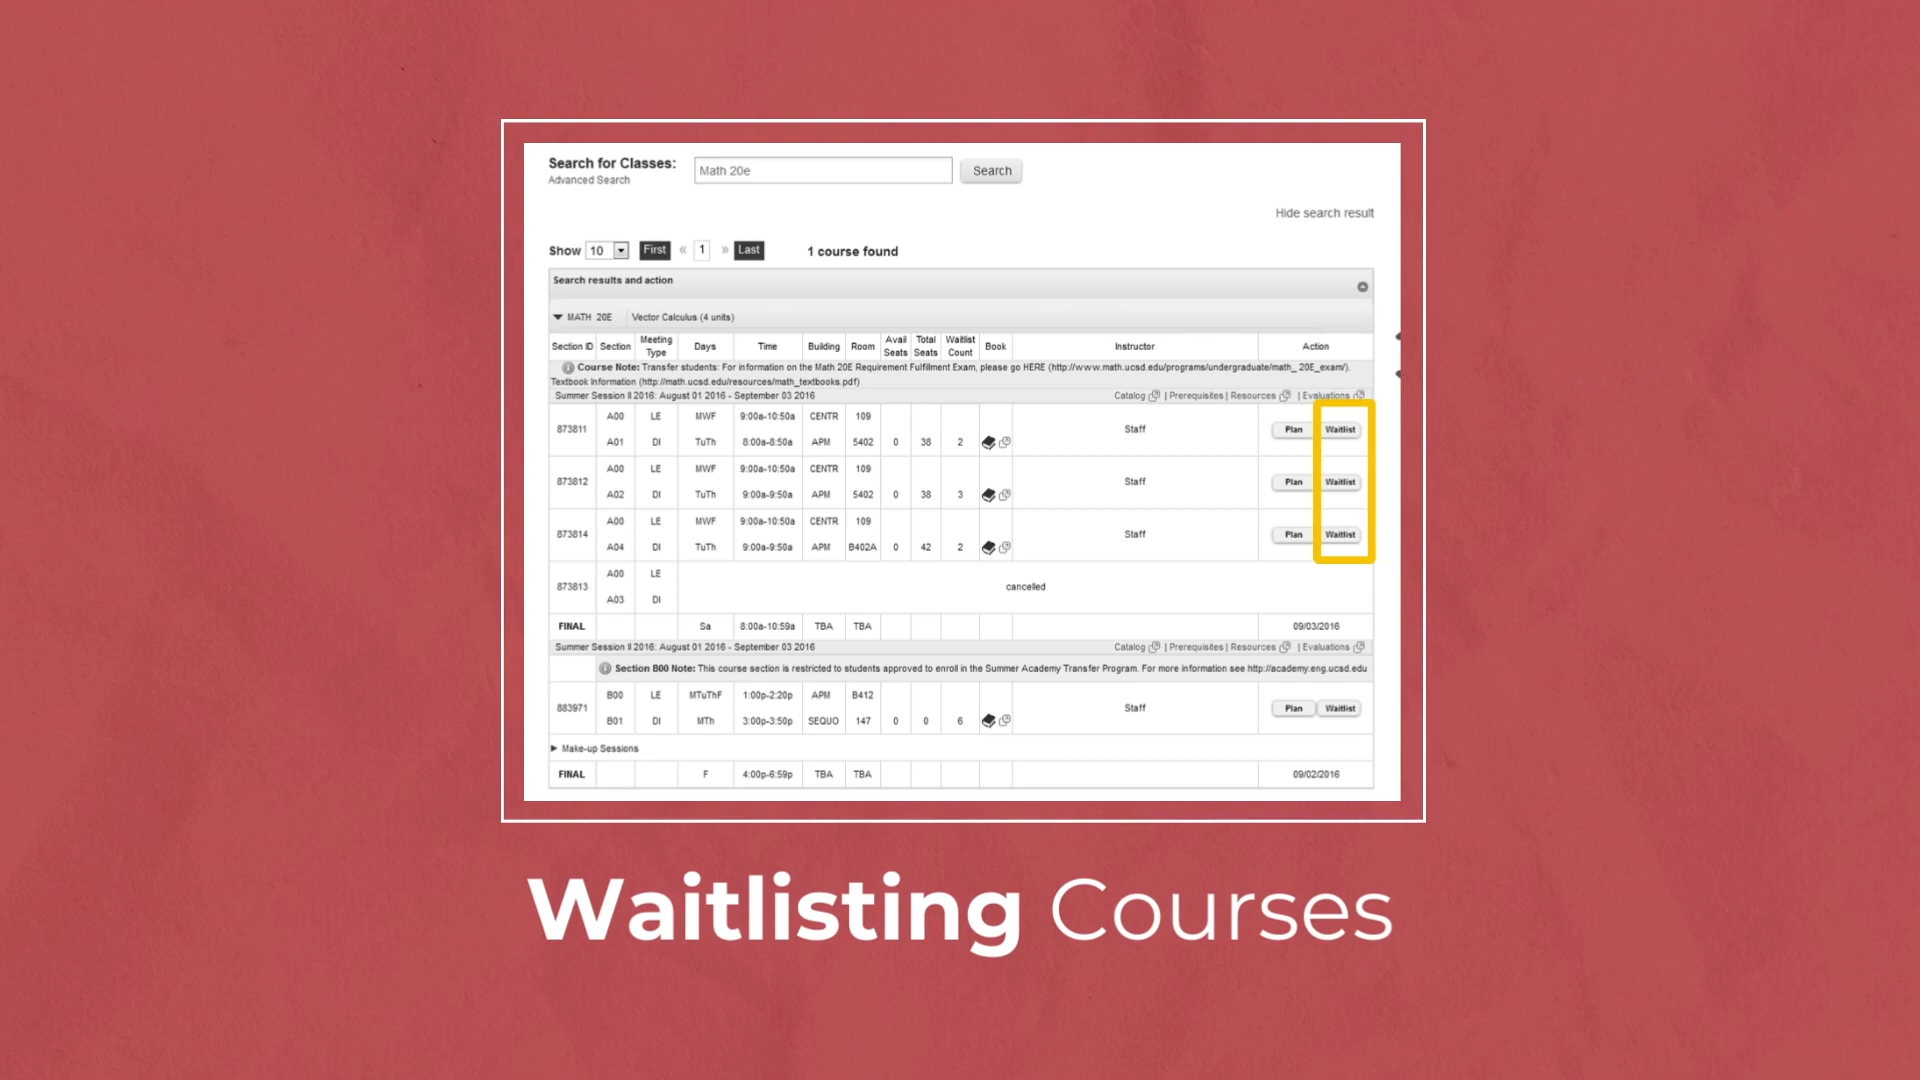 Search for Classes: Math 20e Search
Advanced Search
Hide search result
Show 10 First « 1 » Last 1 course found
Search results and action
MATH 20E Vector Calculus (4 units)
Section ID Section Meeting Type Days Time Building Room Avail Seats Total Seats Waitlist Count Book Instructor Action
Course Note: Transfer students: For information on the Math 20E Requirement Fulfillment Exam, please go HERE (http://www.math.ucsd.edu/programs/undergraduate/math_ 20E_exam/).
Textbook Information (http://math.ucsd.edu/resources/math_textbooks.pdf)
Summer Session II 2016: August 01 2016 - September 03 2016 Catalog | Prerequisites | Resources | Evaluations
A00 LE MWF 9:00a-10:50a CENTR 109
873811 Staff Plan Waitlist
A01 DI TuTh 8:00a-8:50a APM 5402 0 38 2
A00 LE MWF 9:00a-10:50a CENTR 109
873812 Staff Plan Waitlist
A02 DI TuTh 9:00a-9:50a APM 5402 0 38 3
A00 LE MWF 9:00a-10:50a CENTR 109
873814 Staff Plan Waitlist
A04 DI TuTh 9:00a-9:50a APM B402A 0 42 2
A00 LE
873813 cancelled
A03 DI
FINAL Sa 8:00a-10:59a TBA TBA 09/03/2016
Summer Session II 2016: August 01 2016 - September 03 2016 Catalog | Prerequisites | Resources | Evaluations
Section B00 Note: This course section is restricted to students approved to enroll in the Summer Academy Transfer Program. For more information see http://academy.eng.ucsd.edu
B00 LE MTuThF 1:00p-2:20p APM B412
883971 Staff Plan Waitlist
B01 DI MTh 3:00p-3:50p SEQUO 147 0 0 6
Make-up Sessions
FINAL F 4:00p-6:59p TBA TBA 09/02/2016
Waitlisting Courses